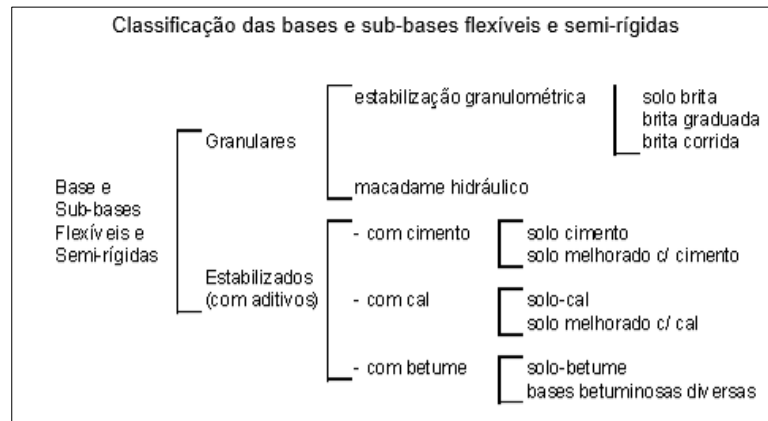 Classificação das bases e sub-bases flexíveis e semi-rígidas
Base e
Sub-bases
Flexíveis e
Semi-rígidas
Granulares
estabilização granulométrica
solo brita
brita graduada
brita corrida
macadame hidráulico
Estabilizados
(com aditivos)
- com cimento
solo cimento
solo melhorado c/ cimento
- com cal
solo-cal
solo melhorado c/ cal
- com betume
solo-betume
bases betuminosas diversas